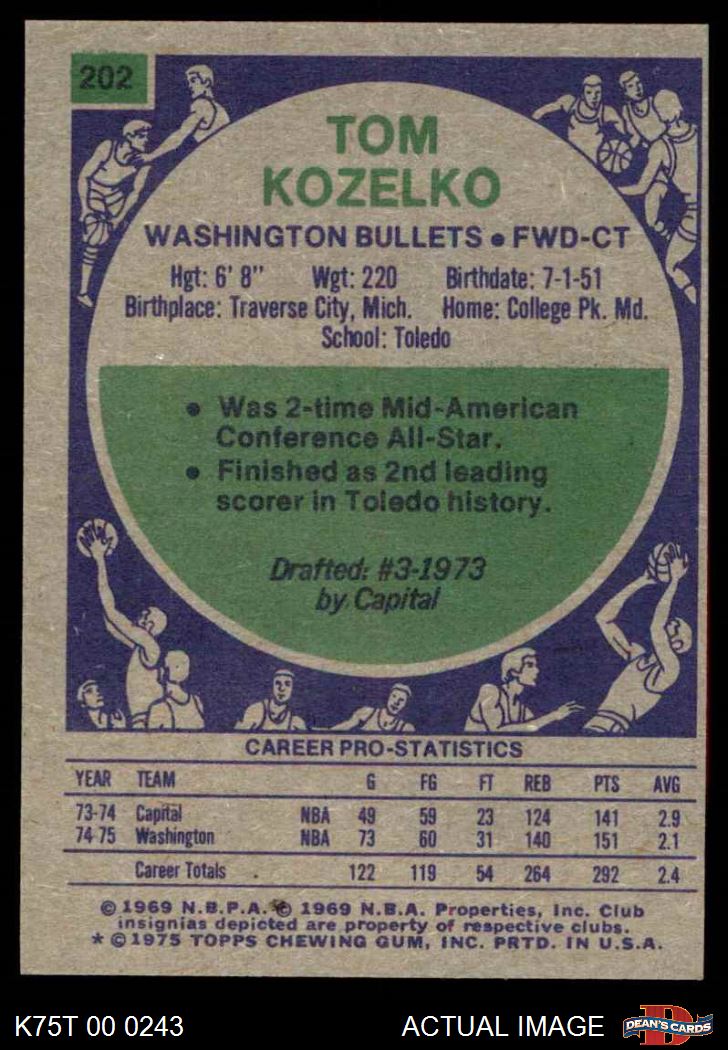 202
TOM
KOZELKO
WASHINGTON BULLETS • FWD-CT
Hgt: 6' 8" Wgt: 220 Birthdate: 7-1-51
Birthplace: Traverse City, Mich. Home: College Pk. Md.
School: Toledo
• Was 2-time Mid-American
Conference All-Star.
• Finished as 2nd leading
scorer in Toledo history.
Drafted: #3-1973
by Capital
CAREER PRO-STATISTICS
YEAR TEAM G FG FT REB PTS AVG
73-74 Capital NBA 49 59 23 124 141 2.9
74-75 Washington NBA 73 60 31 140 151 2.1
Career Totals 122 119 54 264 292 2.4
© 1969 N.B.P.A. © 1969 N.B.A. Properties, Inc. Club
insignias depicted are property of respective clubs.
* © 1975 TOPPS CHEWING GUM, INC. PRTD. IN U.S.A.
K75T 00 0243 ACTUAL IMAGE D DEAN'S CARDS